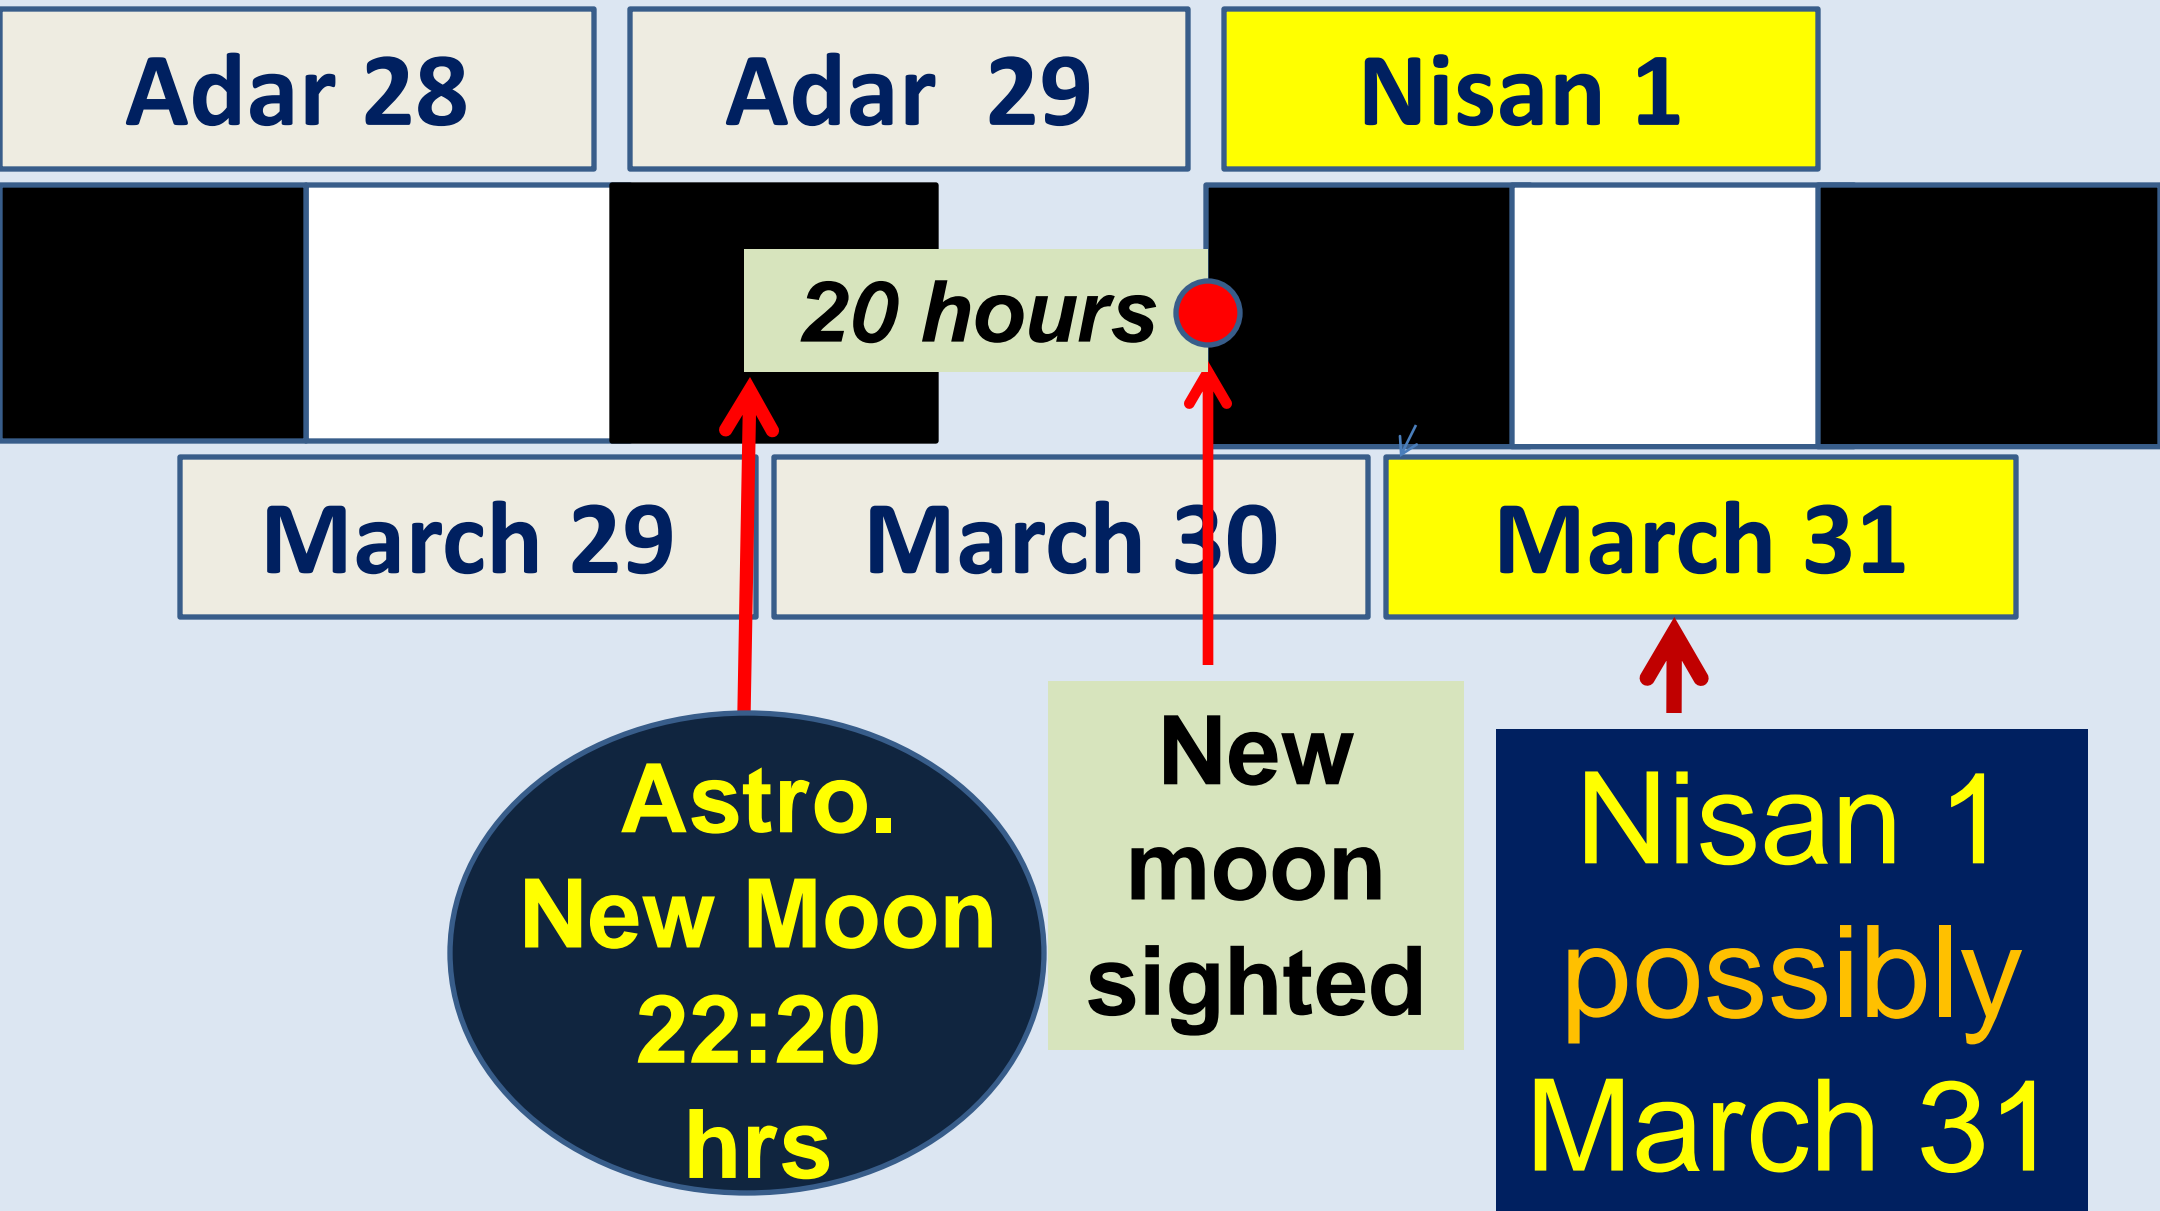 Adar 28
Adar 29
Nisan 1
20 hours
March 29
March 30
March 31
Astro.
New Moon
22:20
hrs
New
moon
sighted
Nisan 1
possibly
March 31